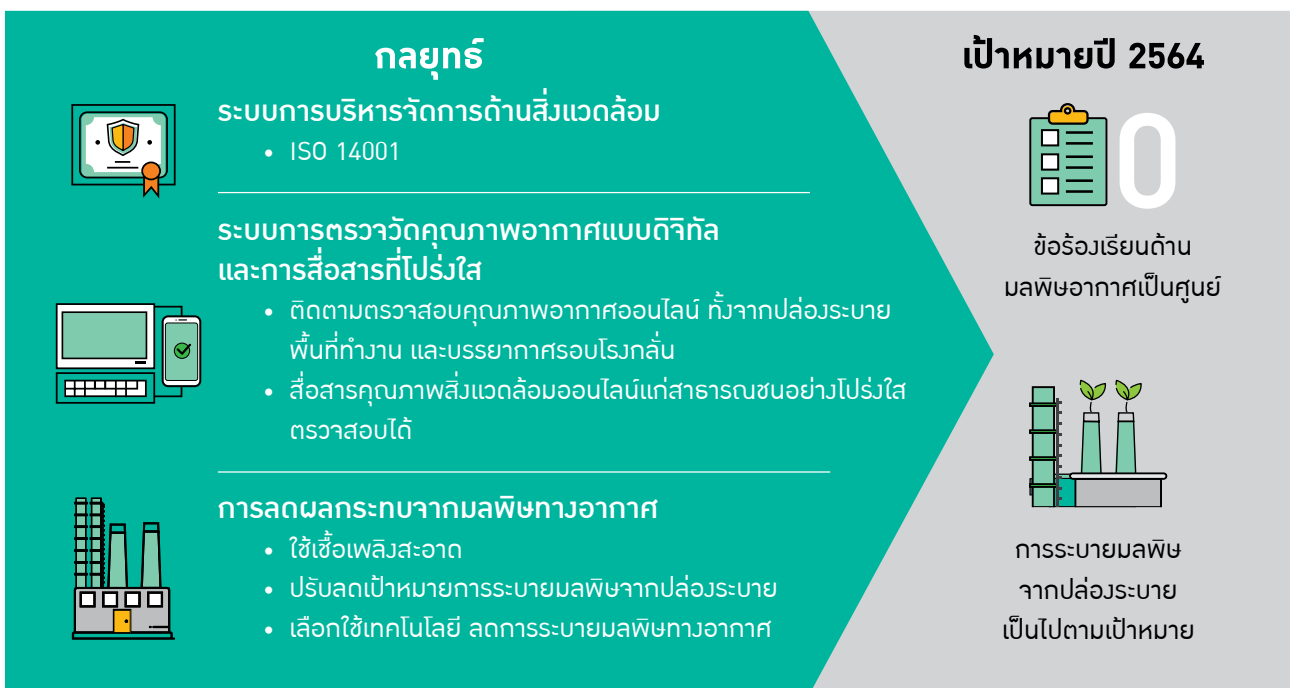 กลยุทธ์
ระบบการบริหารจัดการด้านสิ่งแวดล้อม
• ISO 14001
ระบบการตรวจวัดคุณภาพอากาศแบบดิจิทัล
และการสื่อสารที่โปร่งใส
• ติดตามตรวจสอบคุณภาพอากาศออนไลน์ ทั้งจากปล่องระบาย
พื้นที่ทำงาน และบรรยากาศรอบโรงกลั่น
• สื่อสารคุณภาพสิ่งแวดล้อมออนไลน์แก่สาธารณชนอย่างโปร่งใส
ตรวจสอบได้
การลดผลกระทบจากมลพิษทางอากาศ
• ใช้เชื้อเพลิงสะอาด
• ปรับลดเป้าหมายการระบายมลพิษจากปล่องระบาย
• เลือกใช้เทคโนโลยี ลดการระบายมลพิษทางอากาศ
เป้าหมายปี 2564
0
ข้อร้องเรียนด้าน
มลพิษอากาศเป็นศูนย์
การระบายมลพิษ
จากปล่องระบาย
เป็นไปตามเป้าหมาย